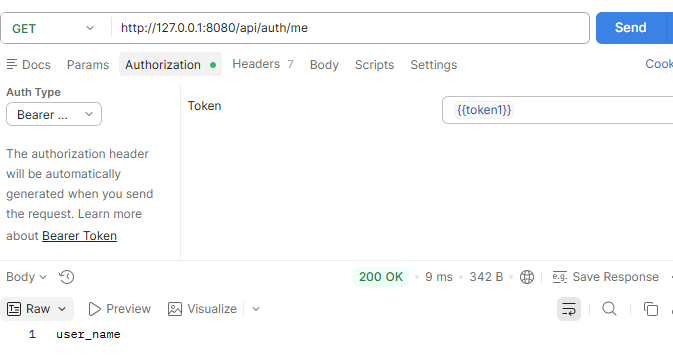 GET http://127.0.0.1:8080/api/auth/me Send
Docs Params Authorization Headers 7 Body Scripts Settings Cook
Auth Type
Bearer ...
Token {{token1}}
The authorization header
will be automatically
generated when you send
the request. Learn more
about Bearer Token
Body 200 OK • 9 ms • 342 B • e.g. Save Response
Raw Preview Visualize
1 user_name